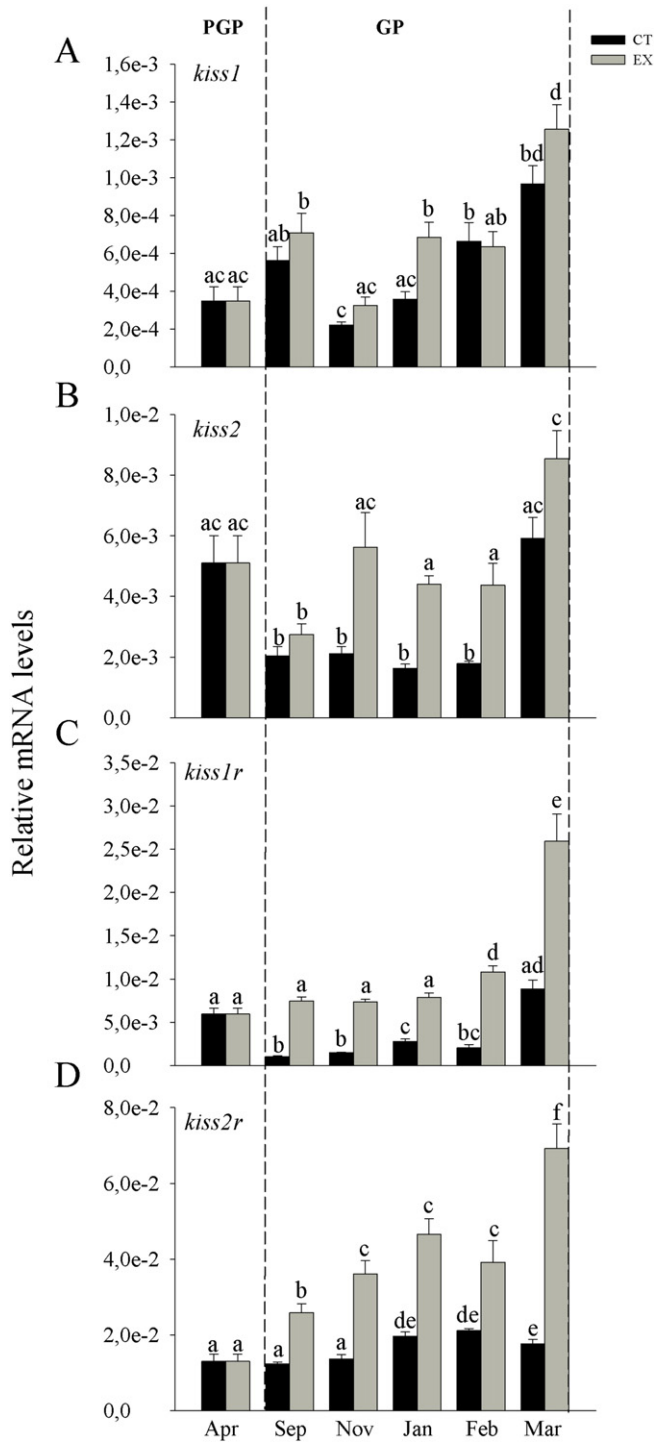 PGP GP
CT
EX
A
kiss1
1,6e-3
1,4e-3
1,2e-3
1,0e-3
8,0e-4
6,0e-4
4,0e-4
2,0e-4
0,0
ac ac ab b c ac ac b b ab bd d
B
kiss2
1,0e-2
8,0e-3
6,0e-3
4,0e-3
2,0e-3
0,0
ac ac b b b ac b a b a ac c
C
kiss1r
3,5e-2
3,0e-2
2,5e-2
2,0e-2
1,5e-2
1,0e-2
5,0e-3
0,0
a a b a b a c a bc d ad e
D
kiss2r
8,0e-2
6,0e-2
4,0e-2
2,0e-2
0,0
a a a b a c de c de c e f
Apr Sep Nov Jan Feb Mar
Relative mRNA levels